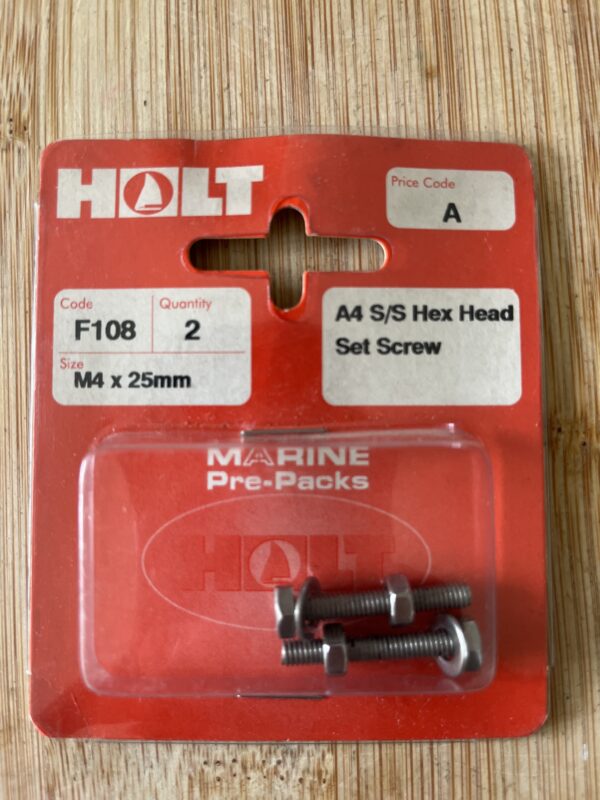 HOLT
Price Code
A
Code
F108
Quantity
2
Size
M4 x 25mm
A4 S/S Hex Head
Set Screw
MARINE
Pre-Packs
HOLT